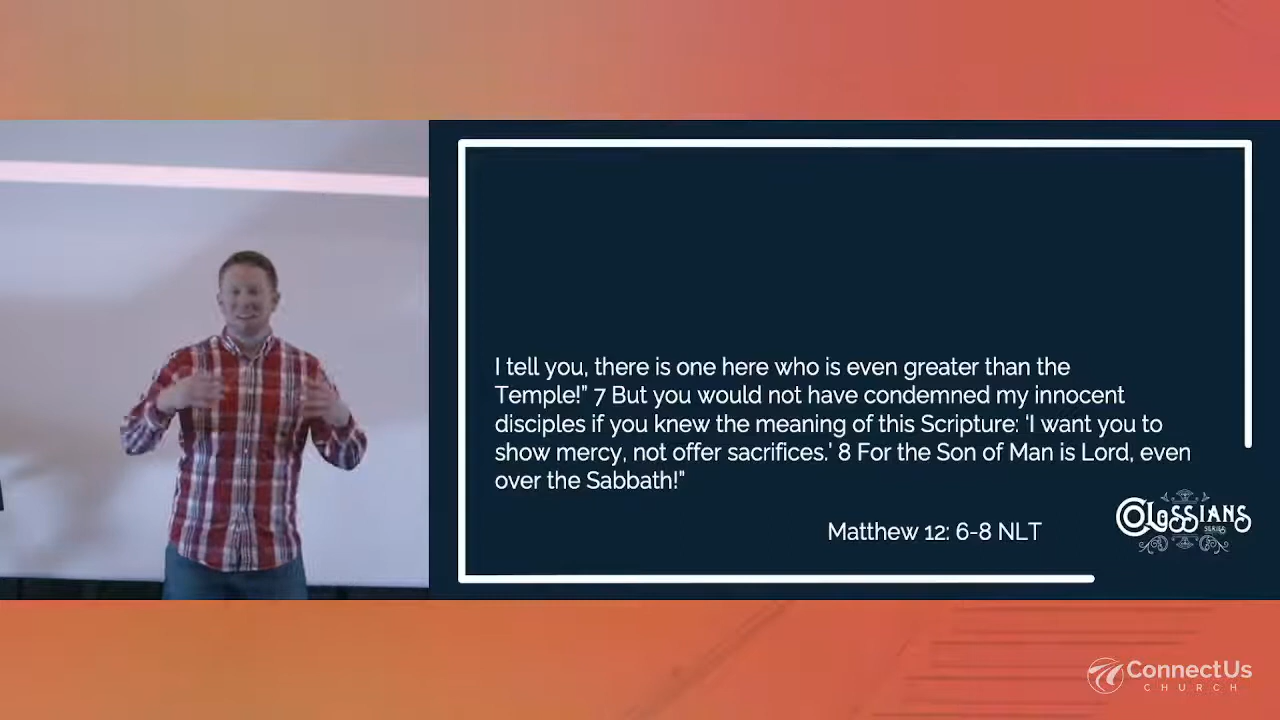 I tell you, there is one here who is even greater than the
Temple!" 7 But you would not have condemned my innocent
disciples if you knew the meaning of this Scripture: 'I want you to
show mercy, not offer sacrifices.' 8 For the Son of Man is Lord, even
over the Sabbath!"
Matthew 12: 6-8 NLT
COLOSSIANS
SERIES
ConnectUs
CHURCH